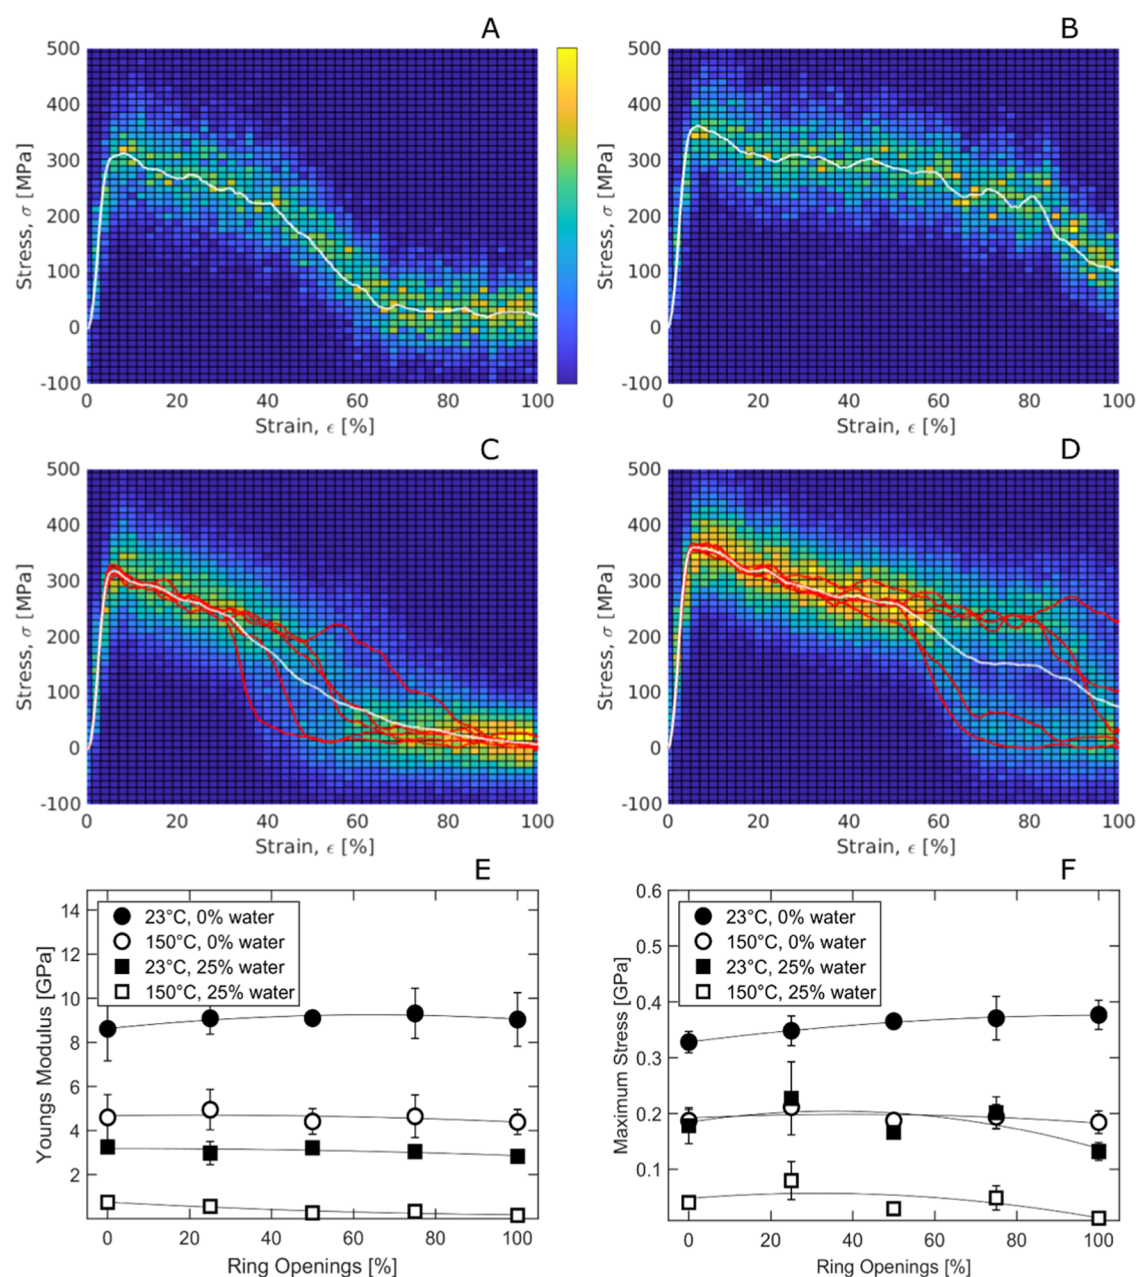 A
B
500
400
300
200
100
0
-100
Stress, σ [MPa]
0 20 40 60 80 100
Strain, ϵ [%]
500
400
300
200
100
0
-100
Stress, σ [MPa]
0 20 40 60 80 100
Strain, ϵ [%]
C
D
500
400
300
200
100
0
-100
Stress, σ [MPa]
0 20 40 60 80 100
Strain, ϵ [%]
500
400
300
200
100
0
-100
Stress, σ [MPa]
0 20 40 60 80 100
Strain, ϵ [%]
E
F
14
12
10
8
6
4
2
Youngs Modulus [GPa]
23°C, 0% water
150°C, 0% water
23°C, 25% water
150°C, 25% water
0 20 40 60 80 100
Ring Openings [%]
0.6
0.5
0.4
0.3
0.2
0.1
Maximum Stress [GPa]
23°C, 0% water
150°C, 0% water
23°C, 25% water
150°C, 25% water
0 20 40 60 80 100
Ring Openings [%]